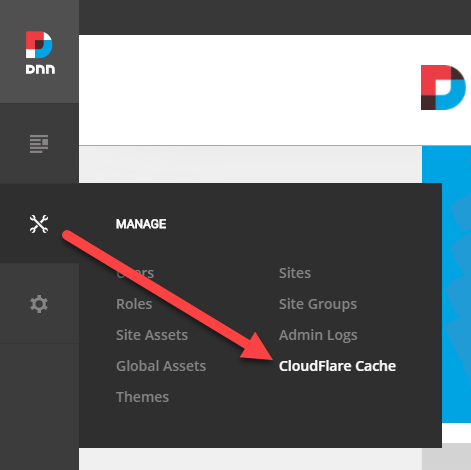 DNN
MANAGE
Users
Roles
Site Assets
Global Assets
Themes
Sites
Site Groups
Admin Logs
CloudFlare Cache